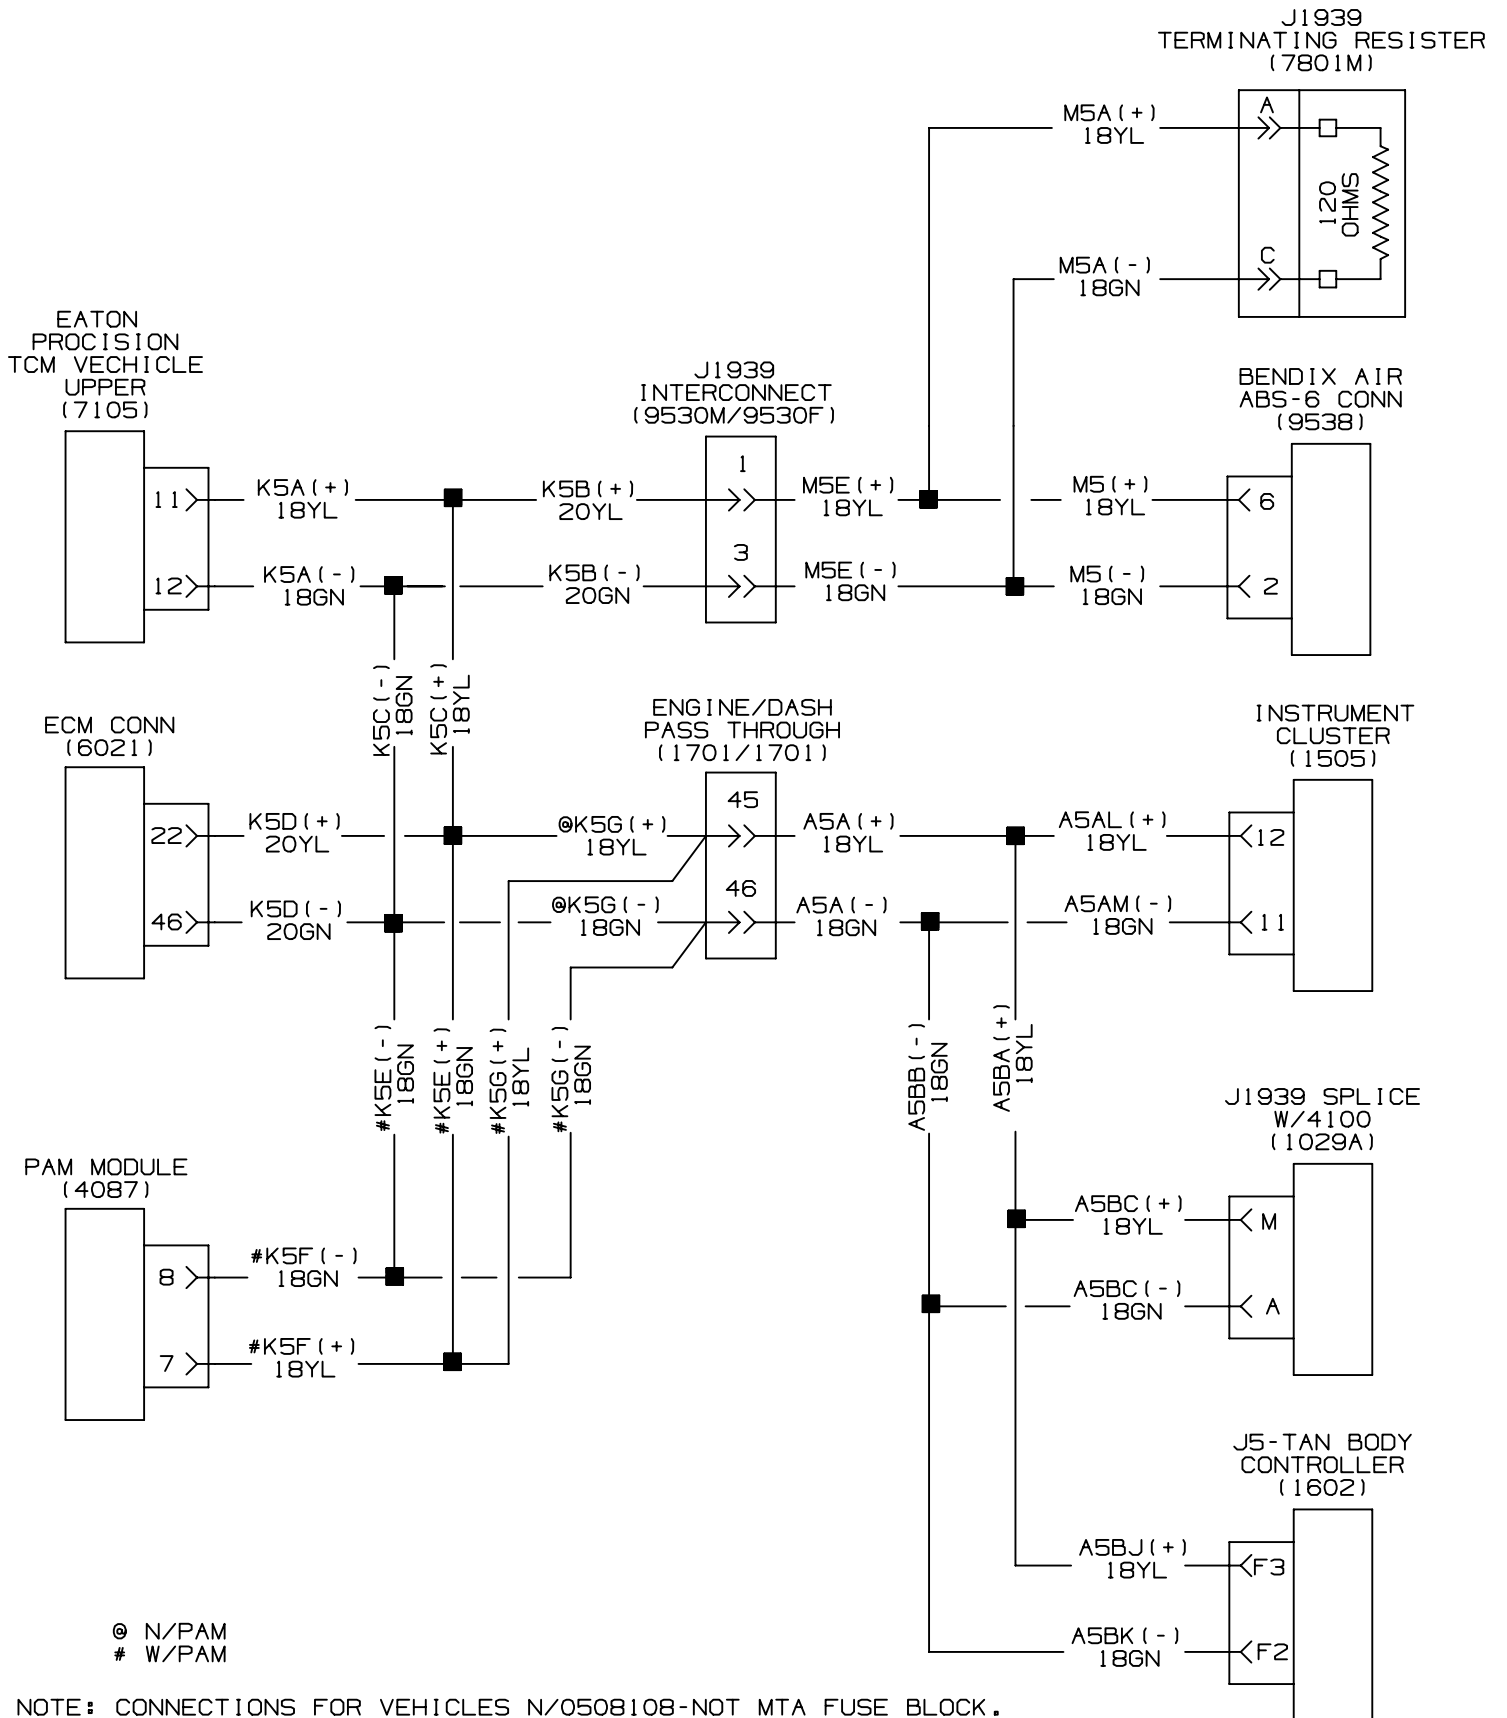 J1939
TERMINATING RESISTER
(7801M)
A
M5A(+)
18YL
120
OHMS
C
M5A(-)
18GN
EATON
PROCISION
TCM VECHICLE
UPPER
(7105)
J1939
INTERCONNECT
(9530M/9530F)
BENDIX AIR
ABS-6 CONN
(9538)
11
K5A(+)
18YL
K5B(+)
20YL
1
M5E(+)
18YL
M5(+)
18YL
6
12
K5A(-)
18GN
K5B(-)
20GN
3
M5E(-)
18GN
M5(-)
18GN
2
K5C(-)
18GN
K5C(+)
18YL
ECM CONN
(6021)
ENGINE/DASH
PASS THROUGH
(1701/1701)
INSTRUMENT
CLUSTER
(1505)
22
K5D(+)
20YL
@K5G(+)
18YL
45
A5A(+)
18YL
A5AL(+)
18YL
12
46
K5D(-)
20GN
@K5G(-)
18GN
46
A5A(-)
18GN
A5AM(-)
18GN
11
#K5E(-)
18GN
#K5E(+)
18GN
#K5G(+)
18YL
#K5G(-)
18GN
A5BB(-)
18GN
A5BA(+)
18YL
J1939 SPLICE
W/4100
(1029A)
PAM MODULE
(4087)
A5BC(+)
18YL
M
8
#K5F(-)
18GN
A5BC(-)
18GN
A
7
#K5F(+)
18YL
J5-TAN BODY
CONTROLLER
(1602)
A5BJ(+)
18YL
F3
A5BK(-)
18GN
F2
@ N/PAM
# W/PAM
NOTE: CONNECTIONS FOR VEHICLES N/0508108-NOT MTA FUSE BLOCK.